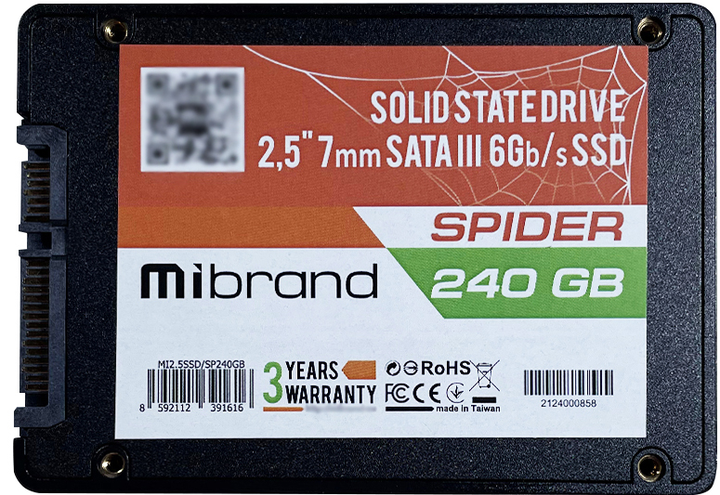 SOLID STATE DRIVE
2,5" 7mm SATA III 6Gb/s SSD
SPIDER
mibrand 240 GB
MI2.5SSD/SP240GB
8 592112 391616
3 YEARS WARRANTY
RoHS
FC CE
made in Taiwan
2124000858